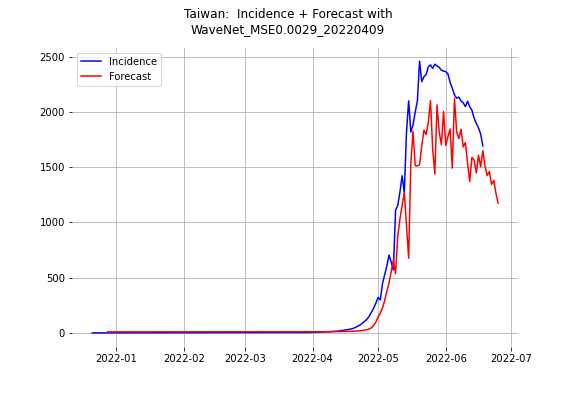 Taiwan:  Incidence + Forecast with
WaveNet_MSE0.0029_20220409
Incidence
Forecast
2500
2000
1500
1000
500
0
2022-01 2022-02 2022-03 2022-04 2022-05 2022-06 2022-07